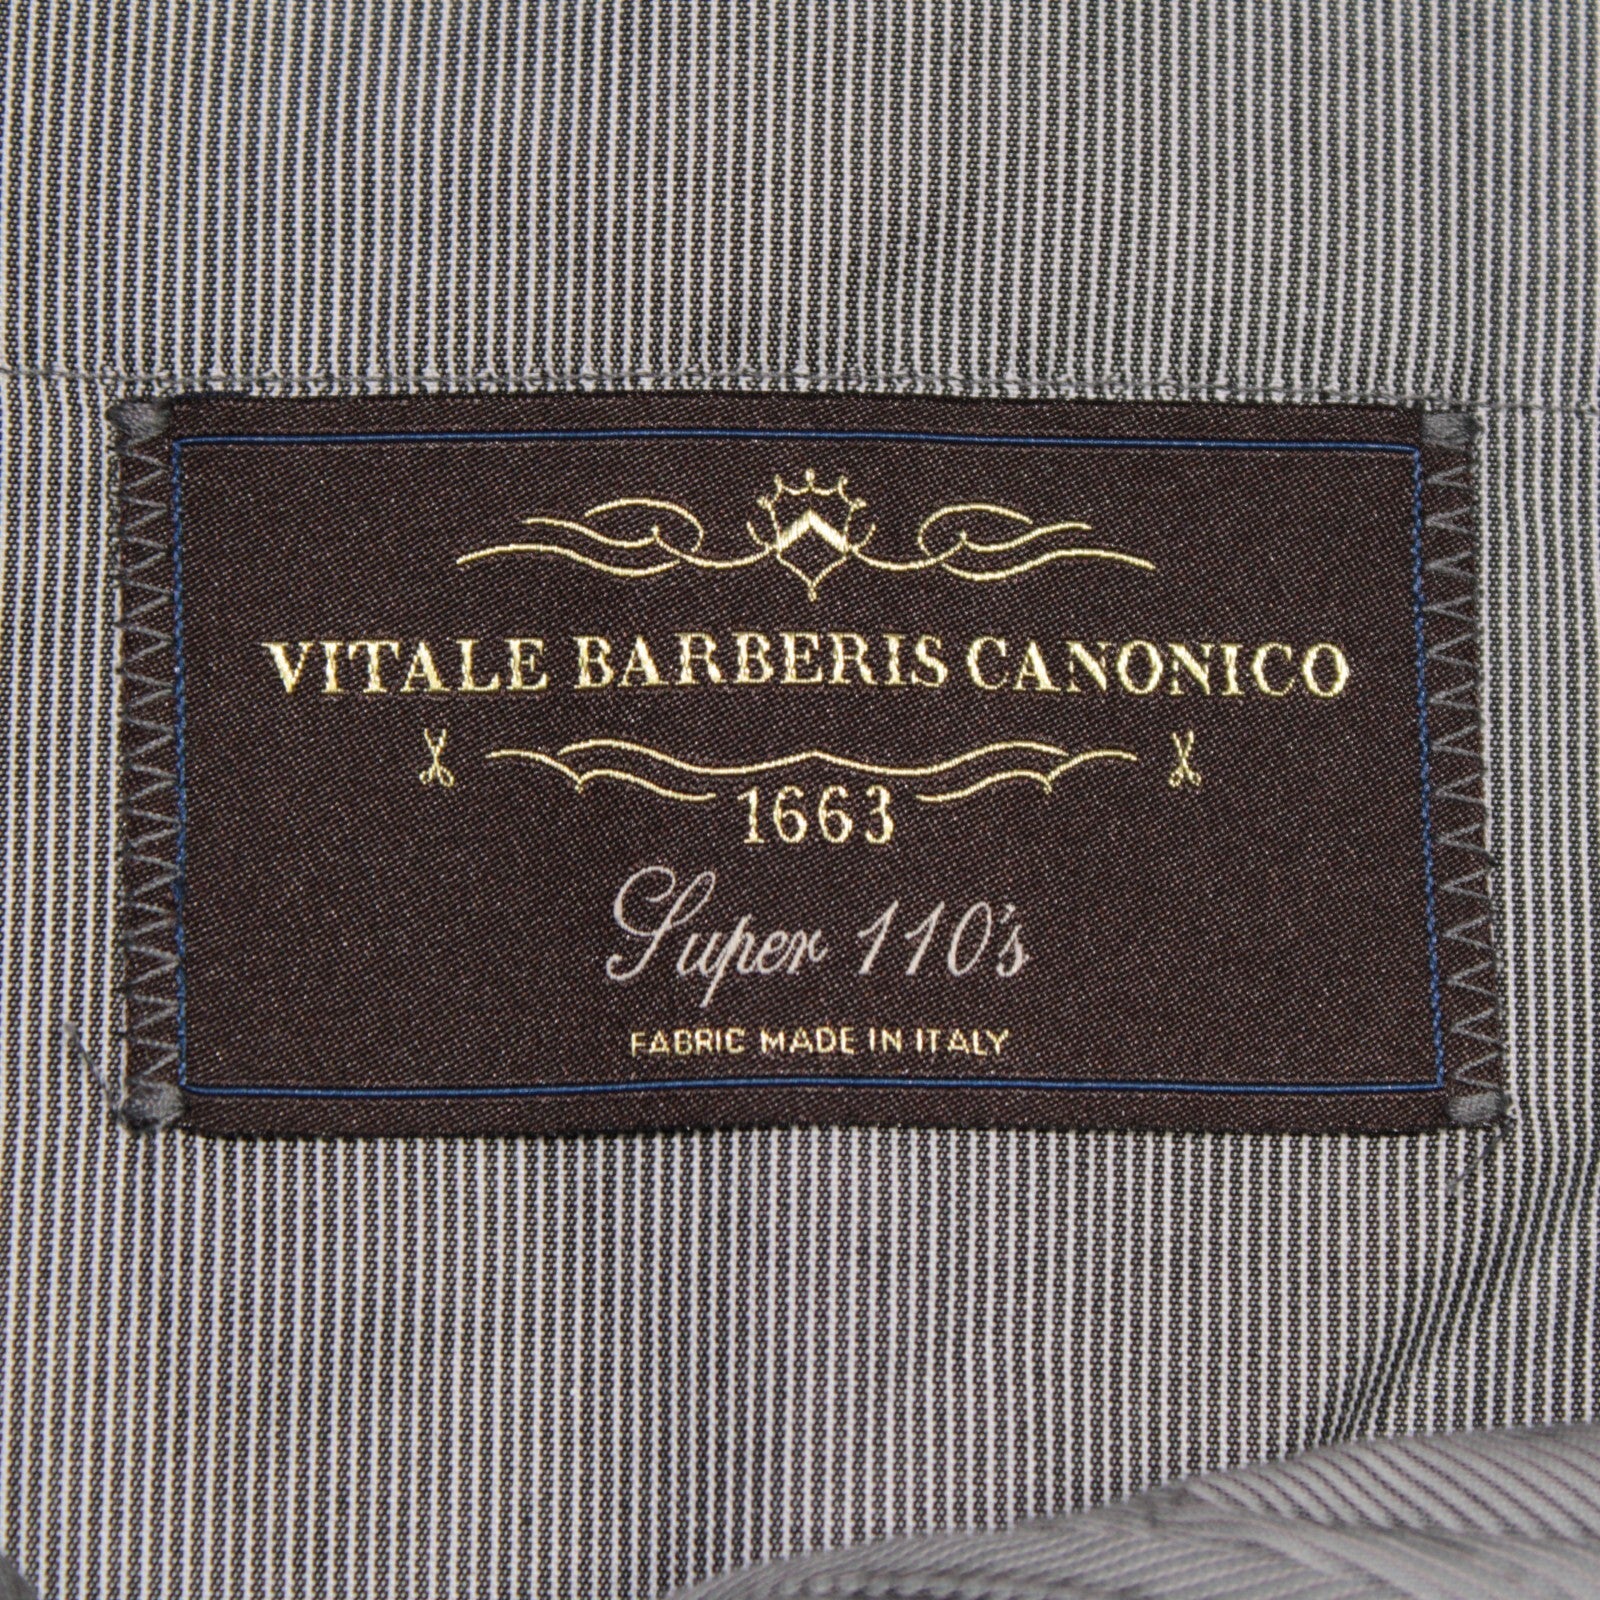 VITALE BARBERIS CANONICO
1663
Super 110's
FABRIC MADE IN ITALY